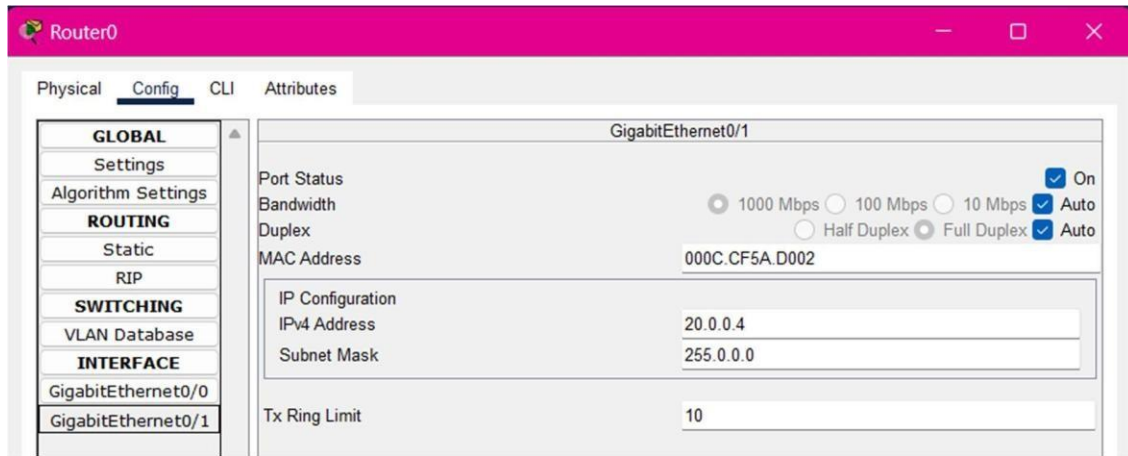 Router0
Physical Config CLI Attributes
GLOBAL
Settings
Algorithm Settings
ROUTING
Static
RIP
SWITCHING
VLAN Database
INTERFACE
GigabitEthernet0/0
GigabitEthernet0/1
GigabitEthernet0/1
Port Status On
Bandwidth 1000 Mbps 100 Mbps 10 Mbps Auto
Duplex Half Duplex Full Duplex Auto
MAC Address 000C.CF5A.D002
IP Configuration
IPv4 Address 20.0.0.4
Subnet Mask 255.0.0.0
Tx Ring Limit 10